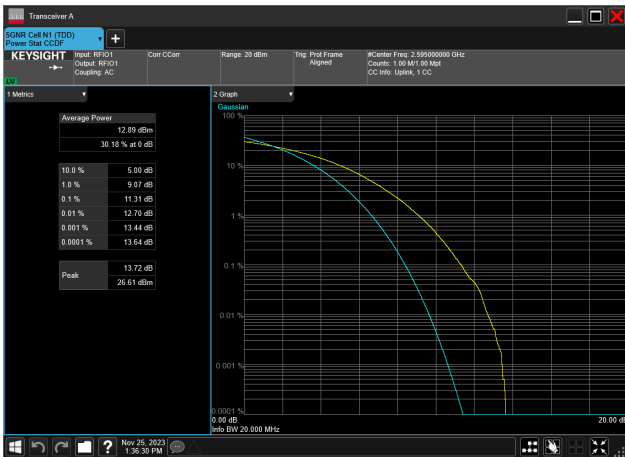 Transceiver A
5GNR Cell N1 (TDD)
Power Stat CCDF
KEYSIGHT
Input: RFIO1
Output: RFIO1
Coupling: AC
Corr CCorr
Range: 20 dBm
Trig: Prot Frame
Aligned
#Center Freq: 2.595000000 GHz
Counts: 1.00 M/1.00 Mpt
CC Info: Uplink, 1 CC
1 Metrics
Average Power
12.89 dBm
30.18 % at 0 dB
10.0 % 5.00 dB
1.0 % 9.07 dB
0.1 % 11.31 dB
0.01 % 12.70 dB
0.001 % 13.44 dB
0.0001 % 13.64 dB
Peak 13.72 dB
26.61 dBm
2 Graph
Gaussian
100 %
10 %
1 %
0.1 %
0.01 %
0.001 %
0.0001 %
0.00 dB 20.00 dB
Info BW 20.000 MHz
Nov 25, 2023
1:36:30 PM